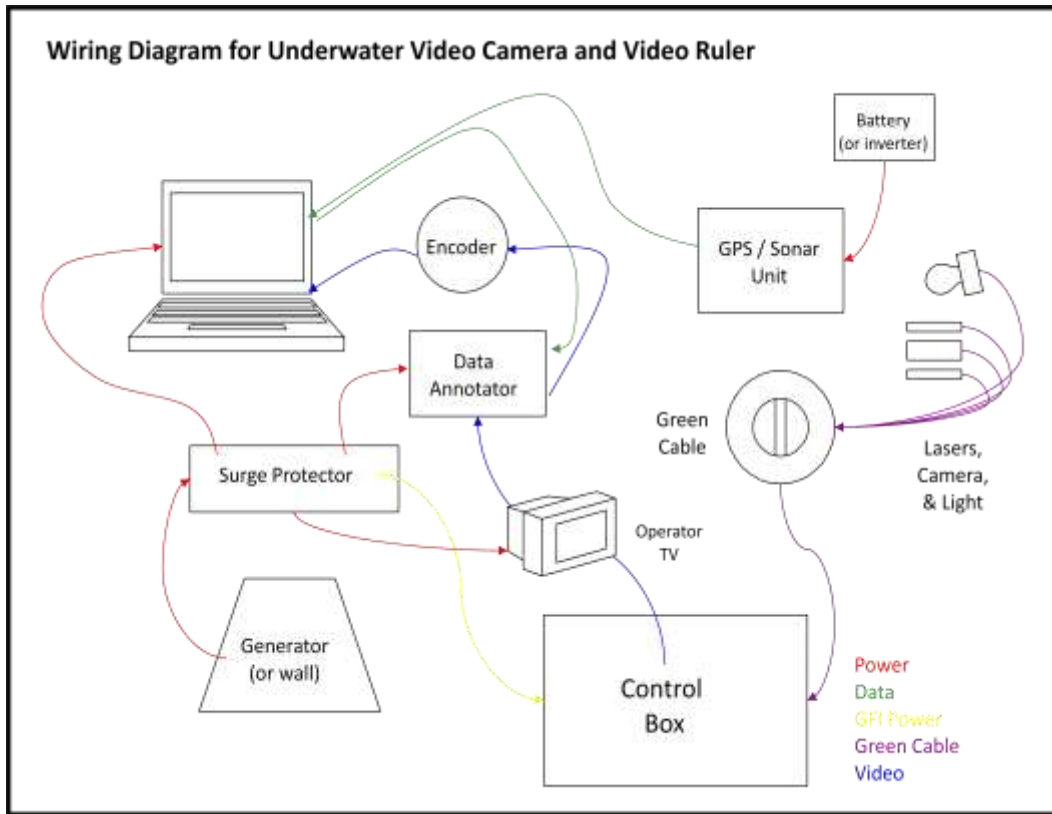 Wiring Diagram for Underwater Video Camera and Video Ruler
Battery
(or inverter)
Encoder
GPS / Sonar
Unit
Data
Annotator
Green
Cable
Lasers,
Camera,
& Light
Surge Protector
Operator
TV
Generator
(or wall)
Control
Box
Power
Data
GFI Power
Green Cable
Video